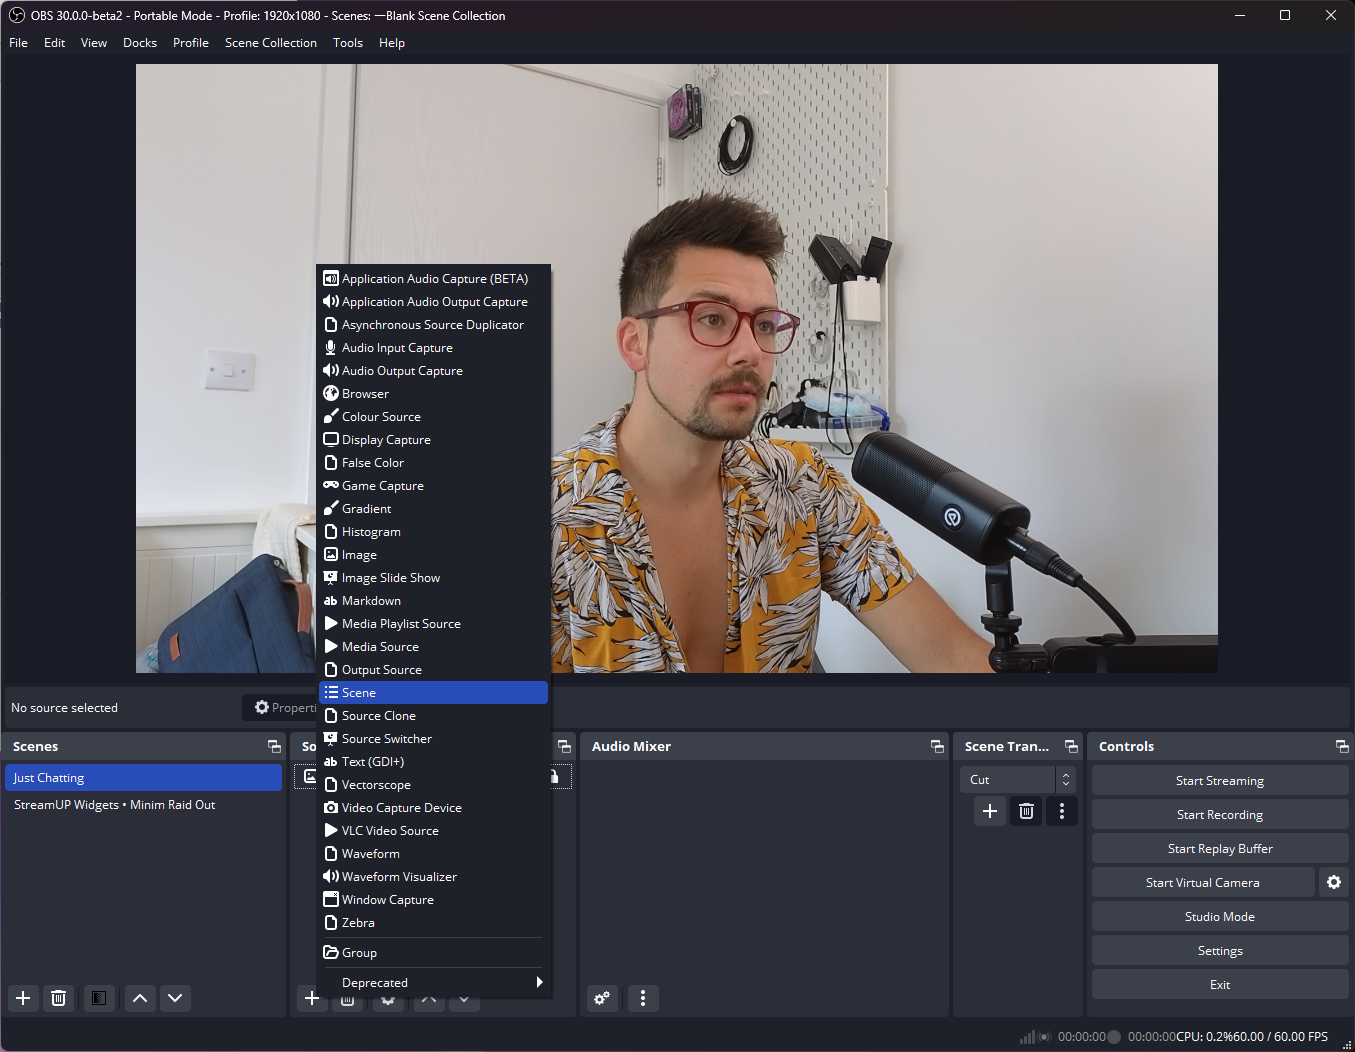 OBS 30.0.0-beta2 - Portable Mode - Profile: 1920x1080 - Scenes: —Blank Scene Collection
File Edit View Docks Profile Scene Collection Tools Help
Application Audio Capture (BETA)
Application Audio Output Capture
Asynchronous Source Duplicator
Audio Input Capture
Audio Output Capture
Browser
Colour Source
Display Capture
False Color
Game Capture
Gradient
Histogram
Image
Image Slide Show
ab Markdown
Media Playlist Source
Media Source
Output Source
Scene
Source Clone
Source Switcher
ab Text (GDI+)
Vectorscope
Video Capture Device
VLC Video Source
Waveform
Waveform Visualizer
Window Capture
Zebra
Group
Deprecated
No source selected
Properti
Scenes
Just Chatting
StreamUP Widgets • Minim Raid Out
So
Audio Mixer
Scene Tran...
Cut
Controls
Start Streaming
Start Recording
Start Replay Buffer
Start Virtual Camera
Studio Mode
Settings
Exit
00:00:00 00:00:00 CPU: 0.2% 60.00 / 60.00 FPS